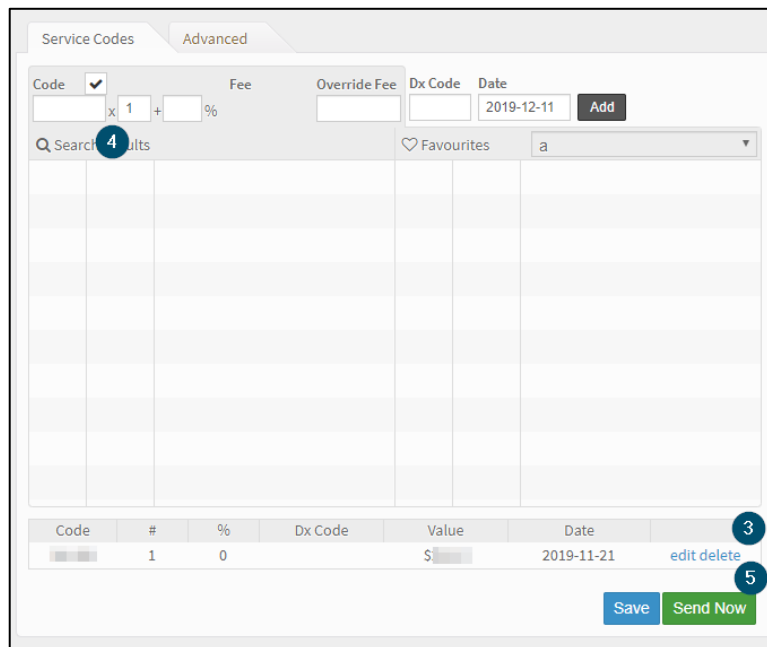 Service Codes Advanced
Code Fee Override Fee Dx Code Date
x 1 + % 2019-12-11 Add
4
Search ults Favourites a
Code # % Dx Code Value Date 3
1 0 $ 2019-11-21 edit delete
5
Save Send Now